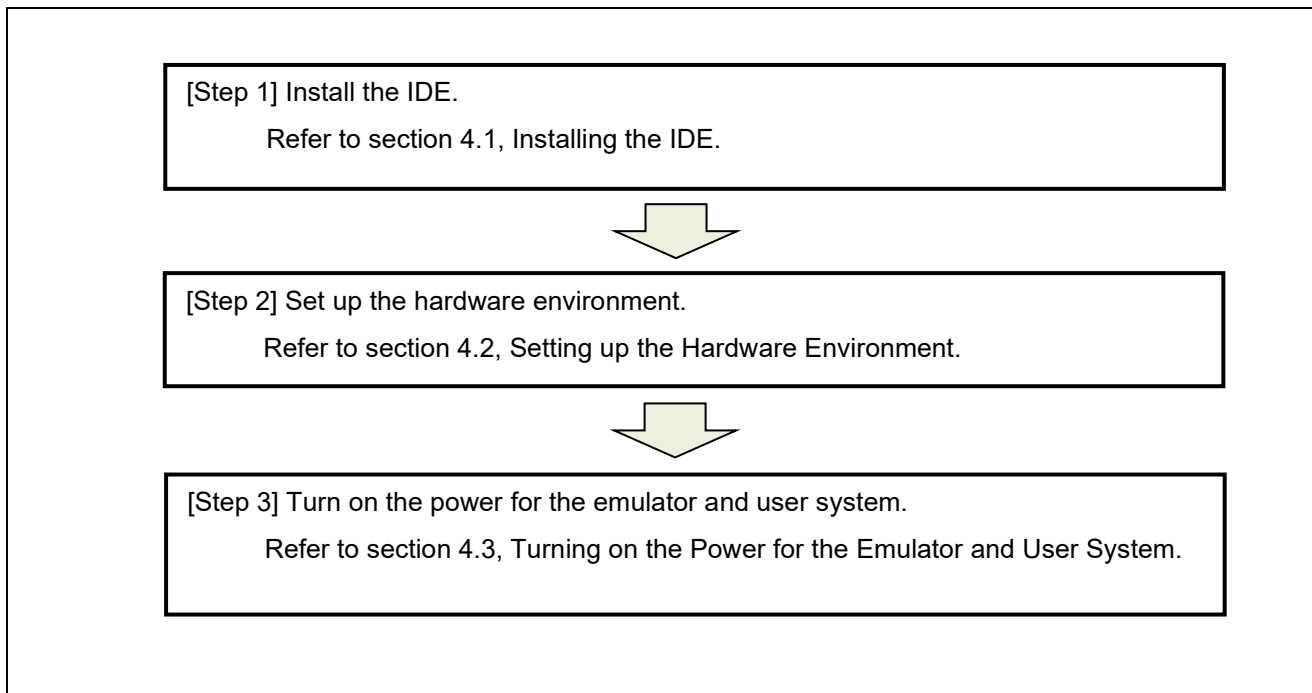 [Step 1] Install the IDE.
Refer to section 4.1, Installing the IDE.
[Step 2] Set up the hardware environment.
Refer to section 4.2, Setting up the Hardware Environment.
[Step 3] Turn on the power for the emulator and user system.
Refer to section 4.3, Turning on the Power for the Emulator and User System.